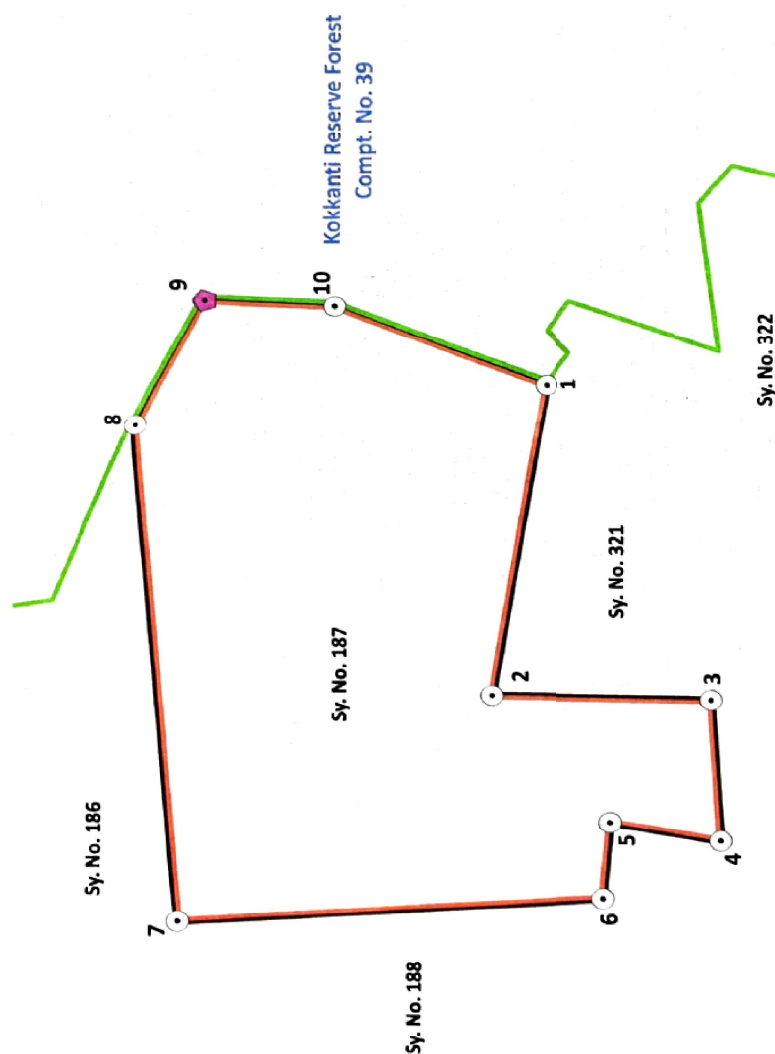 Kokkanti Reserve Forest
Compt. No. 39
9
10
8
1
Sy. No. 322
Sy. No. 321
Sy. No. 187
2
3
Sy. No. 186
5
4
7
6
Sy. No. 188